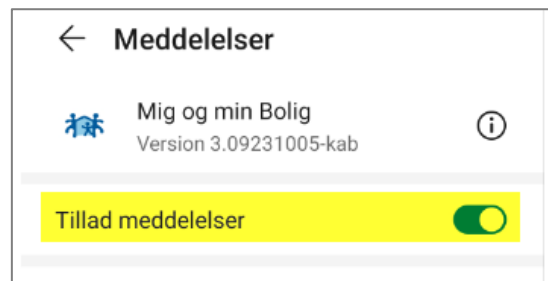 Meddelelser
Mig og min Bolig
Version 3.09231005-kab
Tillad meddelelser